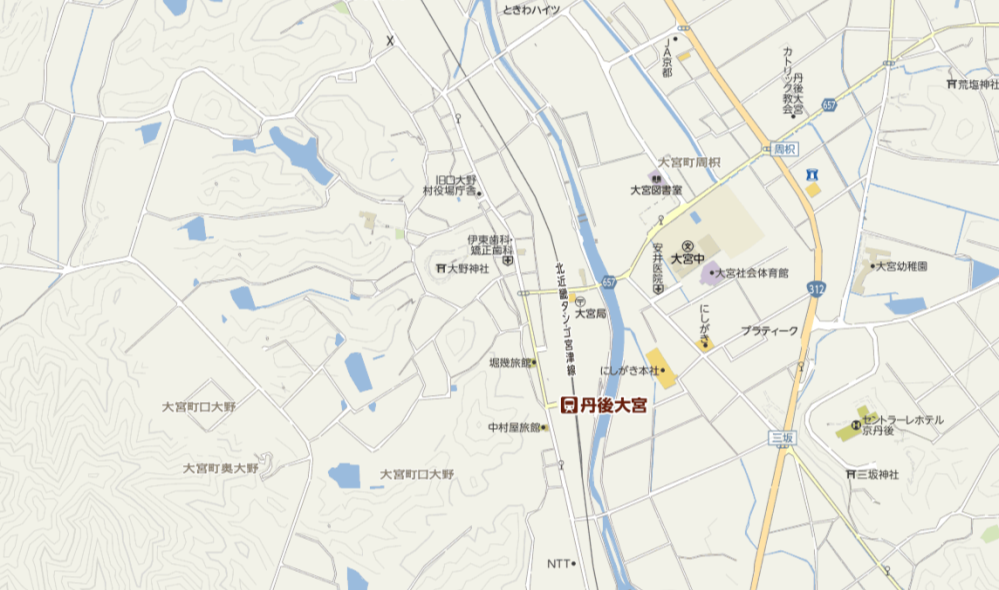 ときわハイツ
JA京都
カトリック教会
丹後大宮
荒塩神社
657
周枳
大宮町周枳
旧口大野
村役場庁舎
大宮図書室
伊東歯科
矯正歯科
大野神社
安井医院
文
大宮中
大宮社会体育館
大宮幼稚園
北近畿タンゴ宮津線
657
312
大宮局
にしがき
プラティーク
堀幾旅館
にしがき本社
大宮町口大野
丹後大宮
中村屋旅館
セントラーレホテル
京丹後
H
三坂
大宮町奥大野
大宮町口大野
三坂神社
NTT
X